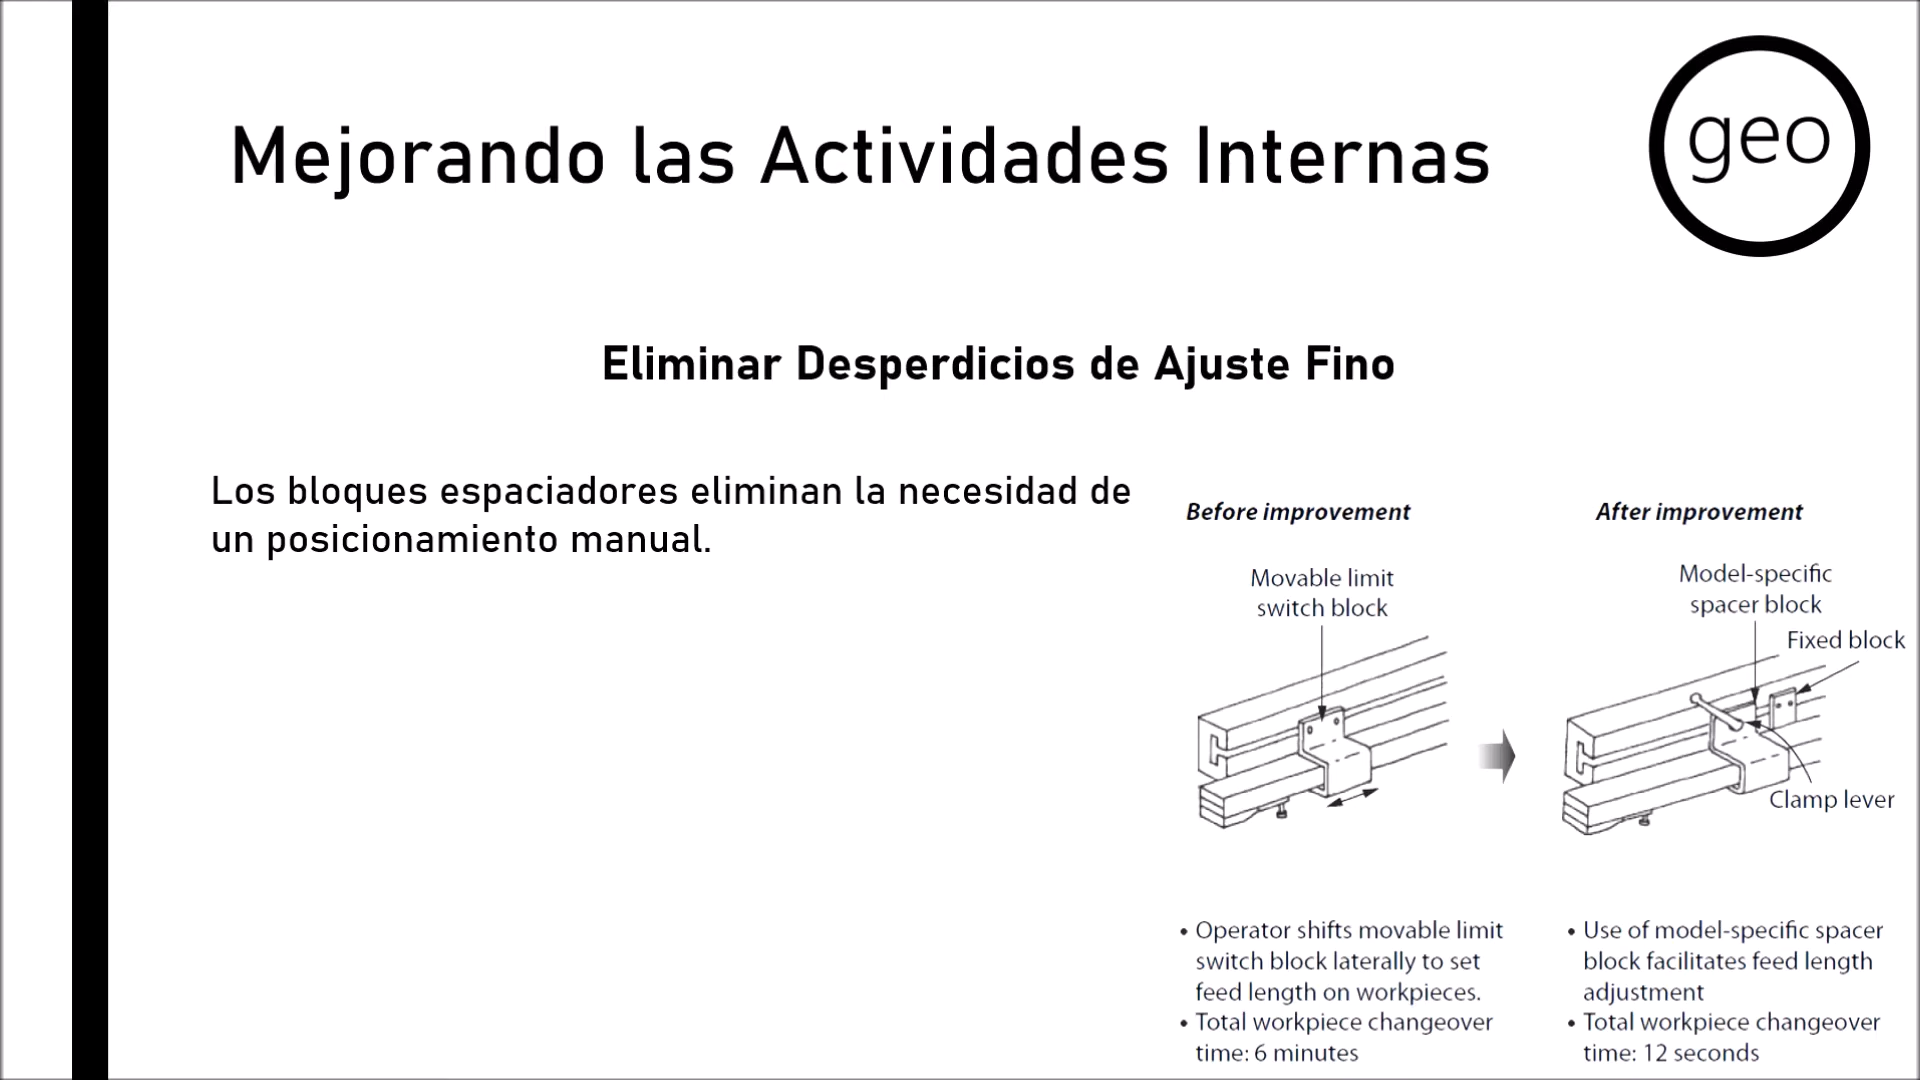 Mejorando las Actividades Internas
geo
Eliminar Desperdicios de Ajuste Fino
Los bloques espaciadores eliminan la necesidad de
un posicionamiento manual.
Before improvement
Movable limit
switch block
• Operator shifts movable limit
switch block laterally to set
feed length on workpieces.
• Total workpiece changeover
time: 6 minutes
After improvement
Model-specific
spacer block
Fixed block
Clamp lever
• Use of model-specific spacer
block facilitates feed length
adjustment
• Total workpiece changeover
time: 12 seconds